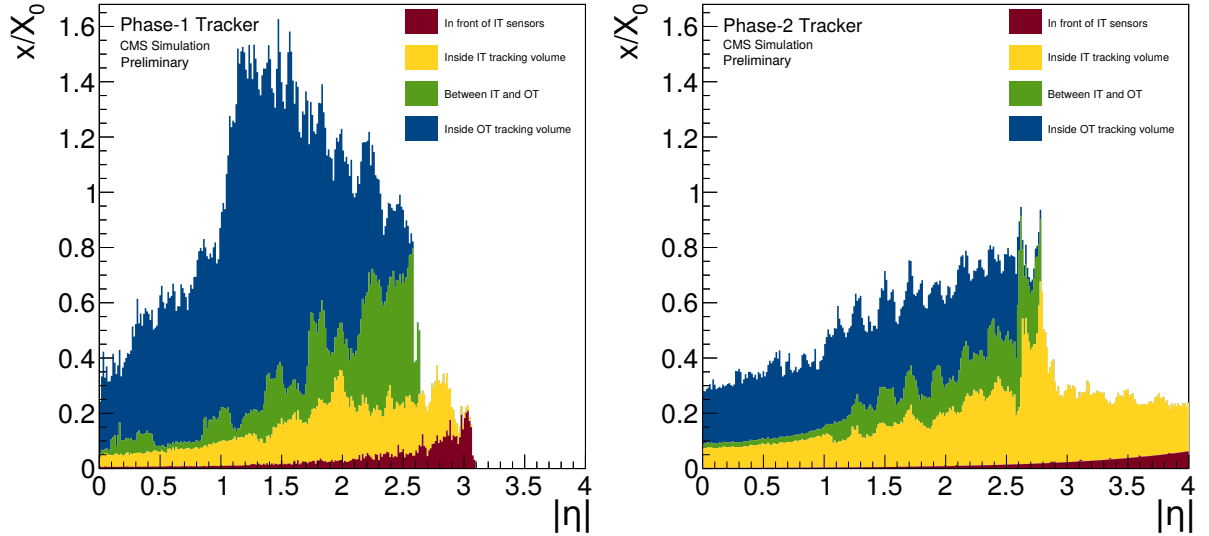 x/X0
1.6
1.4
1.2
1
0.8
0.6
0.4
0.2
0
Phase-1 Tracker
CMS Simulation
Preliminary
In front of IT sensors
Inside IT tracking volume
Between IT and OT
Inside OT tracking volume
0 0.5 1 1.5 2 2.5 3 3.5 4
|η|
x/X0
1.6
1.4
1.2
1
0.8
0.6
0.4
0.2
0
Phase-2 Tracker
CMS Simulation
Preliminary
In front of IT sensors
Inside IT tracking volume
Between IT and OT
Inside OT tracking volume
0 0.5 1 1.5 2 2.5 3 3.5 4
|η|